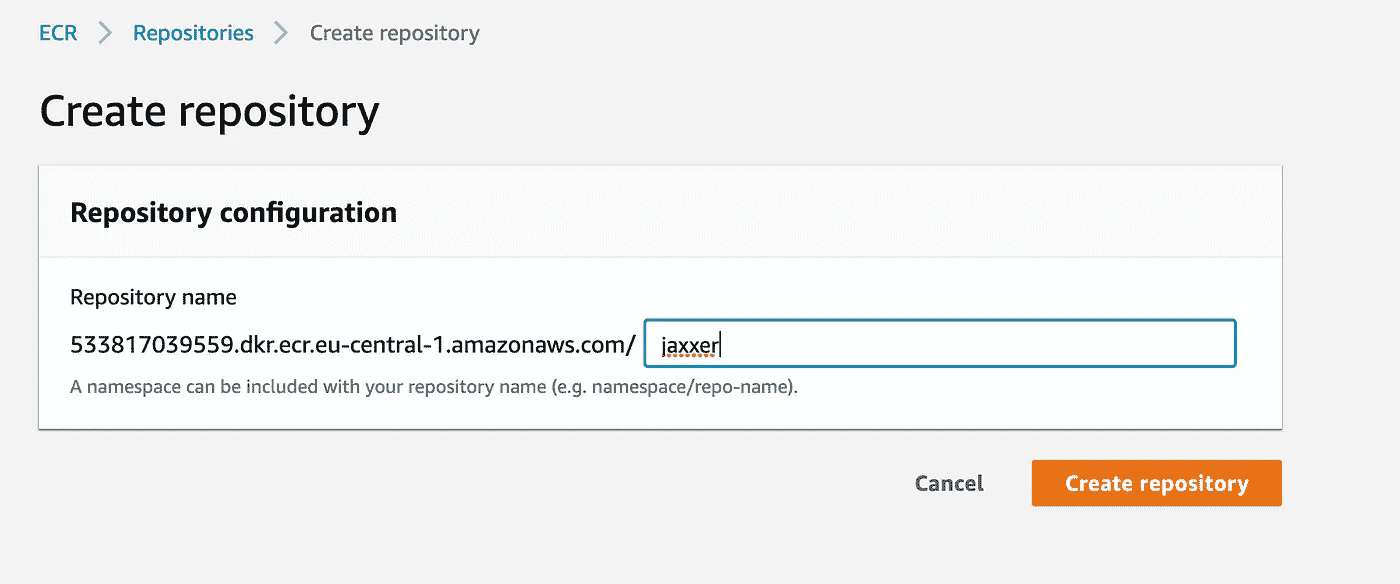 ECR Repositories Create repository
Create repository
Repository configuration
Repository name
533817039559.dkr.ecr.eu-central-1.amazonaws.com/ jaxxer
A namespace can be included with your repository name (e.g. namespace/repo-name).
Cancel Create repository